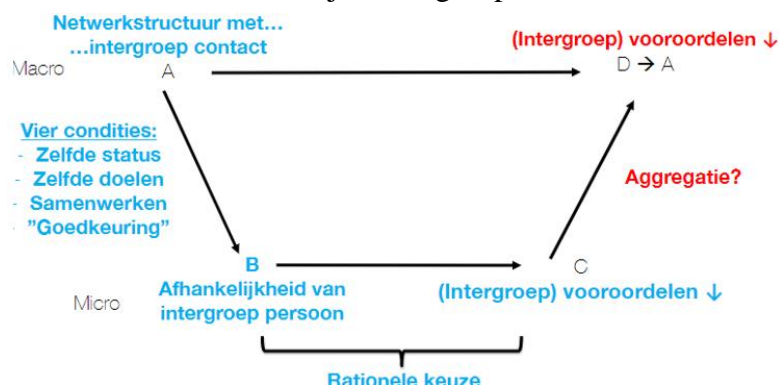 Netwerkstructuur met…
…intergroep contact
(Intergroep) vooroordelen ↓
Macro
A
D → A
Vier condities:
- Zelfde status
- Zelfde doelen
- Samenwerken
- "Goedkeuring"
Aggregatie?
B
C
Micro
Afhankelijkheid van
intergroep persoon
(Intergroep) vooroordelen ↓
Rationele keuze